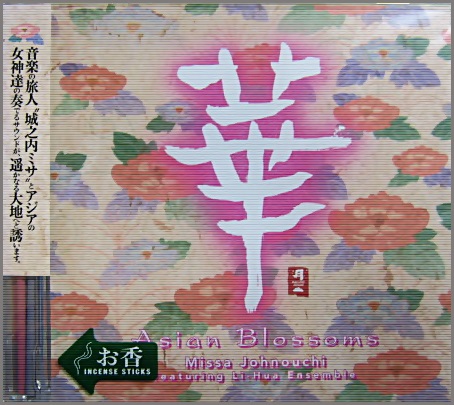 音楽の旅人“城之内ミサ”とアジアの
女神達の奏でるサウンドが、遥かなる大地へと誘います。
華
Asian Blossoms
Missa Johnouchi
Featuring Li-Hua Ensemble
お香
INCENSE STICKS